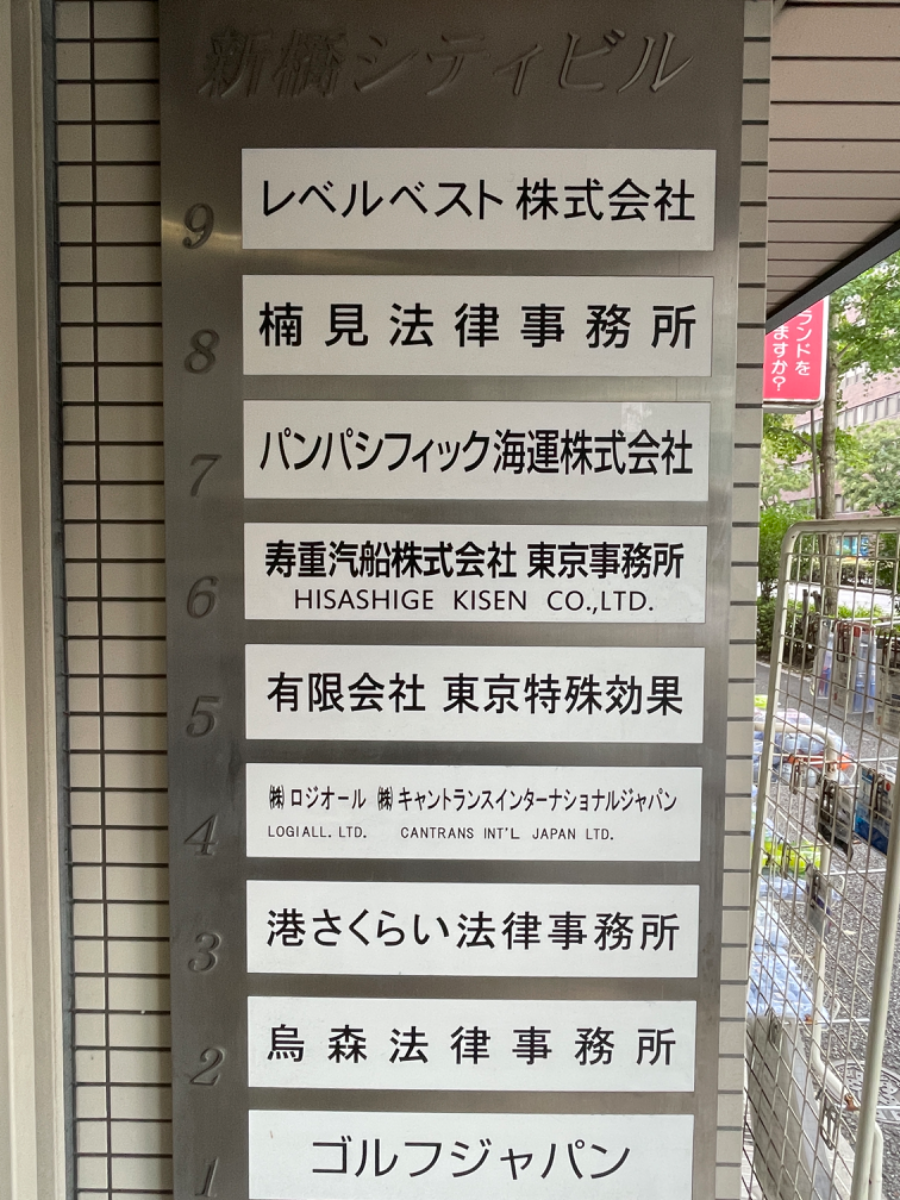 新橋シティビル
9 レベルベスト 株式会社
8 楠見法律事務所
7 パンパシフィック海運株式会社
6 寿重汽船株式会社 東京事務所
HISASHIGE KISEN CO.,LTD.
5 有限会社 東京特殊効果
4 ㈱ ロジオール ㈱ キャントランスインターナショナルジャパン
LOGIALL. LTD. CANTRANS INT'L JAPAN LTD.
3 港さくらい法律事務所
2 烏森法律事務所
1 ゴルフジャパン
ランドを
ますか?